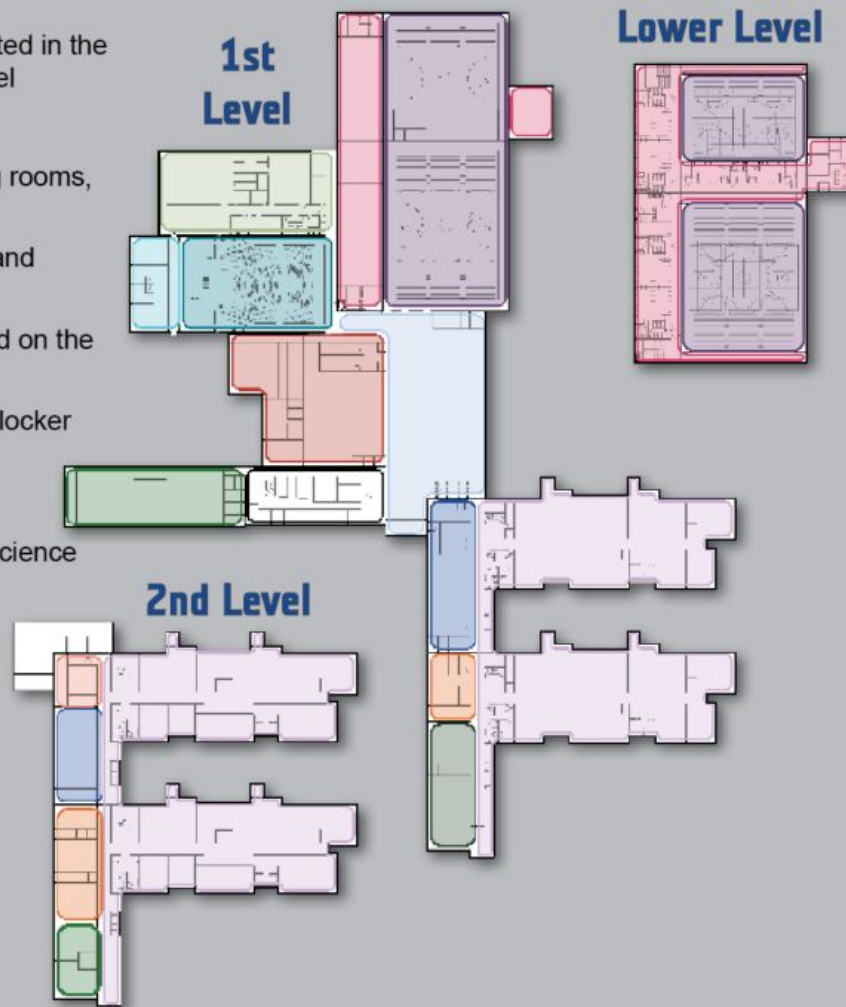 ted in the
el
1st
Level
Lower Level
g rooms,
and
d on the
locker
cience
2nd Level